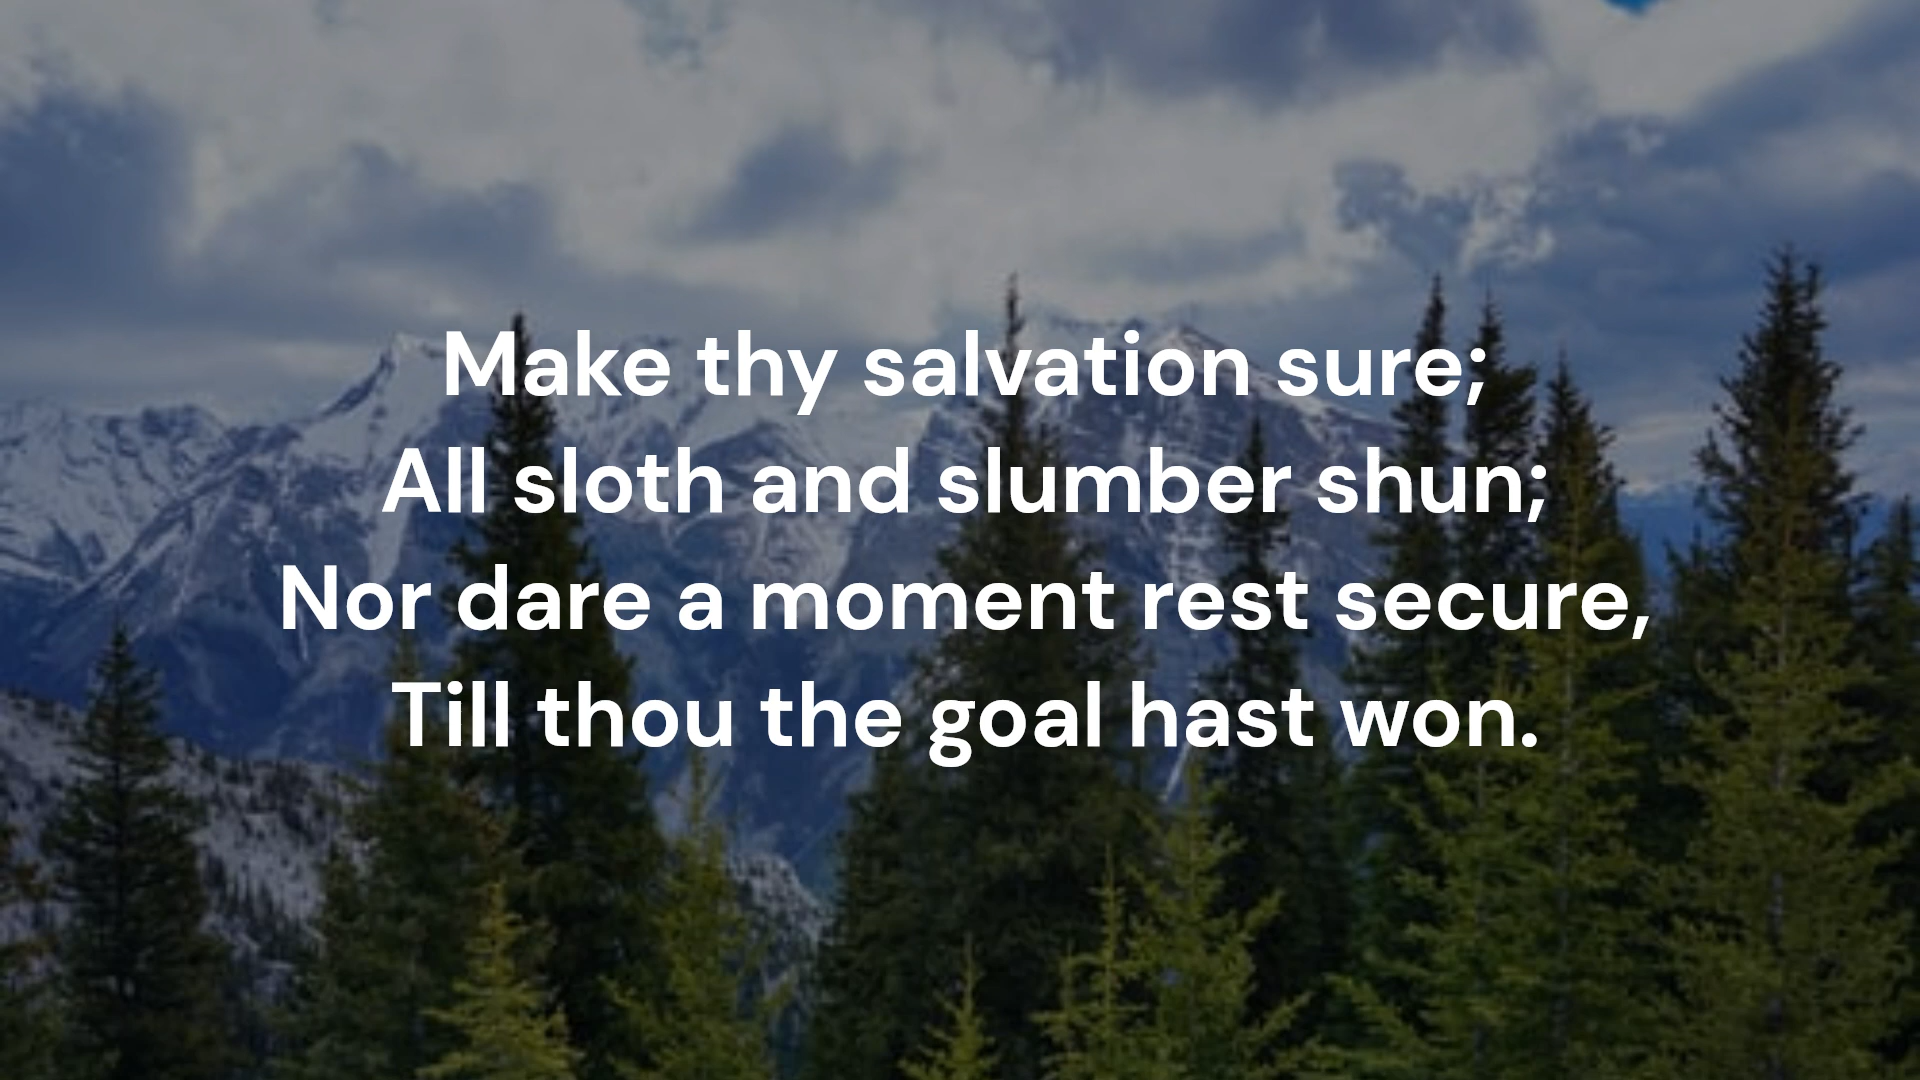 Make thy salvation sure;
All sloth and slumber shun;
Nor dare a moment rest secure,
Till thou the goal hast won.